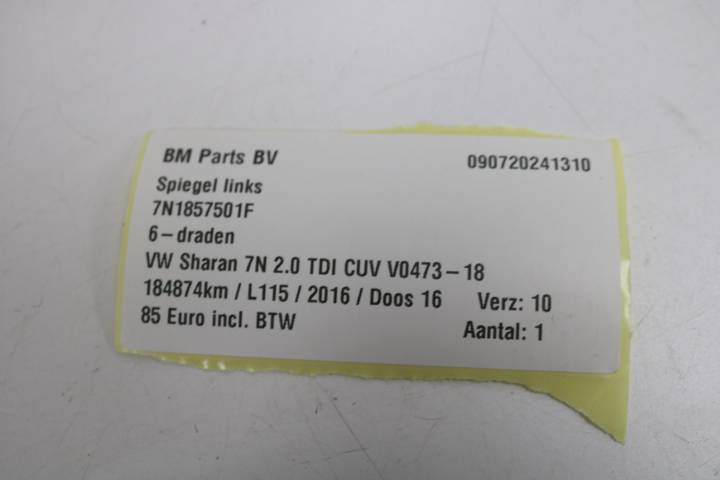 BM Parts BV 090720241310
Spiegel links
7N1857501F
6-draden
VW Sharan 7N 2.0 TDI CUV V0473-18
184874km / L115 / 2016 / Doos 16 Verz: 10
85 Euro incl. BTW Aantal: 1